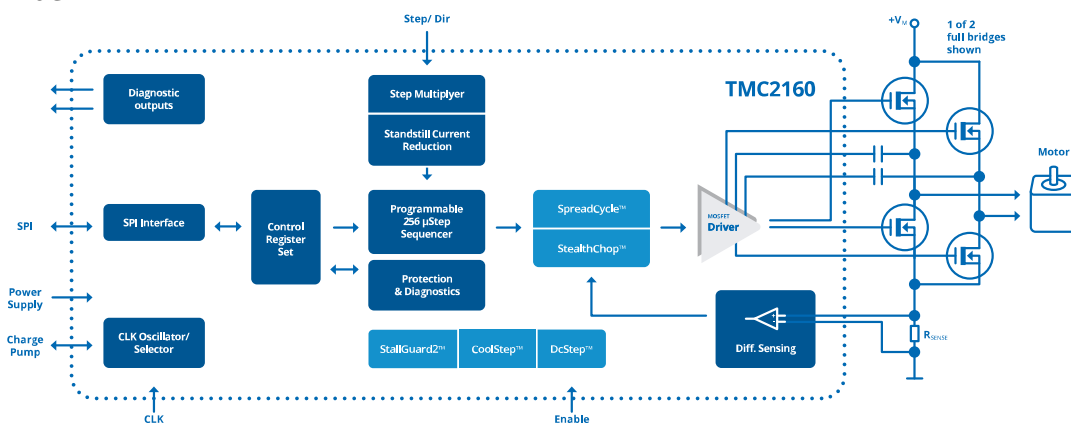 Step/ Dir
+VM
1 of 2
full bridges
shown
Diagnostic
outputs
Step Multiplyer
TMC2160
Standstill Current
Reduction
Motor
SPI
SPI Interface
Control
Register
Set
Programmable
256 µStep
Sequencer
SpreadCycle™
StealthChop™
MOSFET
Driver
Protection
& Diagnostics
Power
Supply
Charge
Pump
CLK Oscillator/
Selector
StallGuard2™
CoolStep™
DcStep™
Diff. Sensing
+
-
RSENSE
CLK
Enable